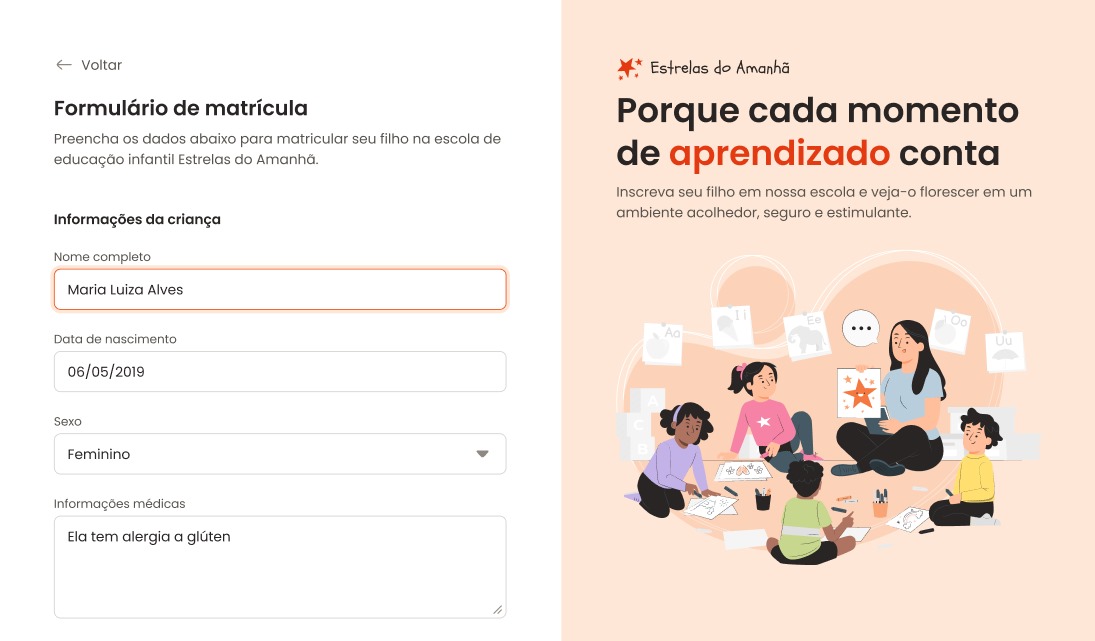 Voltar
Formulário de matrícula
Preencha os dados abaixo para matricular seu filho na escola de
educação infantil Estrelas do Amanhã.
Informações da criança
Nome completo
Maria Luiza Alves
Data de nascimento
06/05/2019
Sexo
Feminino
Informações médicas
Ela tem alergia a glúten
Estrelas do Amanhã
Porque cada momento
de aprendizado conta
Inscreva seu filho em nossa escola e veja-o florescer em um
ambiente acolhedor, seguro e estimulante.
Aa
Ii
Ee
Oo
Uu
A
C
B